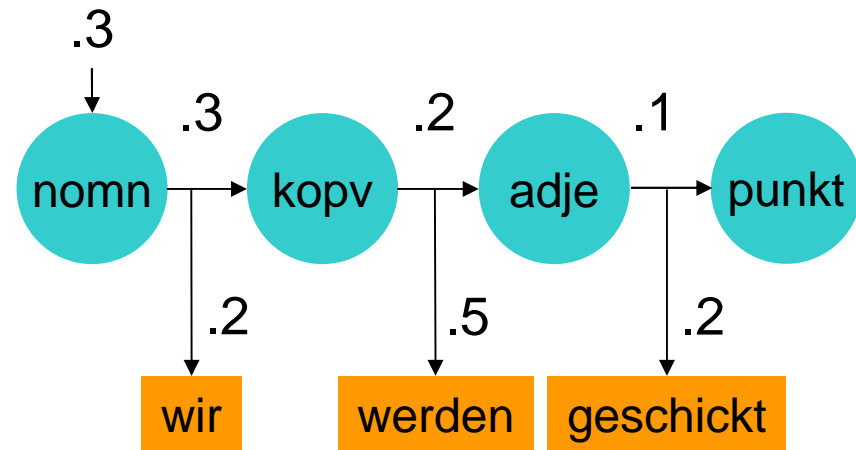 .3
.3 .2 .1
nomn kopv adje punkt
.2 .5 .2
wir werden geschickt